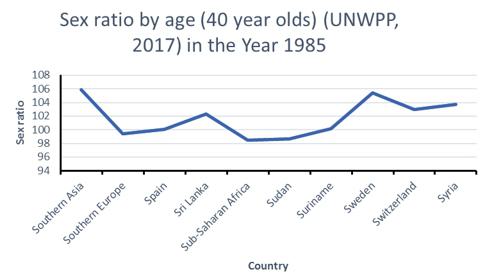 Sex ratio by age (40 year olds) (UNWPP,
2017) in the Year 1985
108
106
104
102
100
98
96
94
Sex ratio
Southern Asia
Southern Europe
Spain
Sri Lanka
Sub-Saharan Africa
Sudan
Suriname
Sweden
Switzerland
Syria
Country